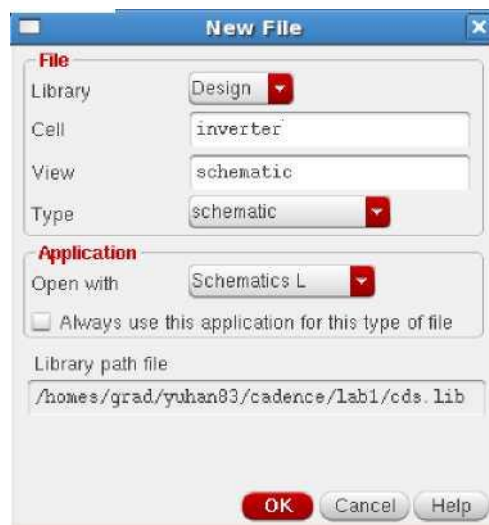 New File
File
Library Design
Cell inverter
View schematic
Type schematic
Application
Open with Schematics L
Always use this application for this type of file
Library path file
/homes/grad/yuhan83/cadence/lab1/cds.lib
OK Cancel Help